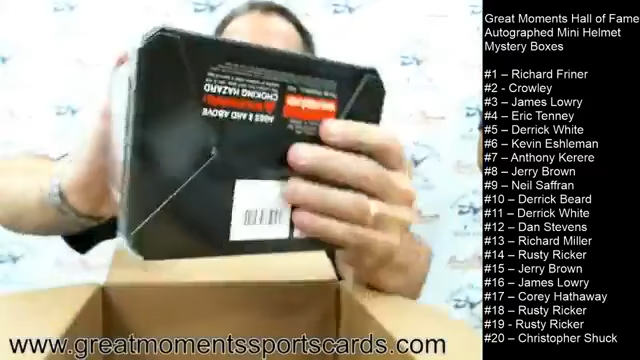 Great Moments Hall of Fame
Autographed Mini Helmet
Mystery Boxes
#1 – Richard Friner
#2 - Crowley
#3 – James Lowry
#4 – Eric Tenney
#5 – Derrick White
#6 – Kevin Eshleman
#7 – Anthony Kerere
#8 – Jerry Brown
#9 – Neil Saffran
#10 – Derrick Beard
#11 – Derrick White
#12 – Dan Stevens
#13 – Richard Miller
#14 – Rusty Ricker
#15 – Jerry Brown
#16 – James Lowry
#17 – Corey Hathaway
#18 – Rusty Ricker
#19 - Rusty Ricker
#20 – Christopher Shuck
AGES 8 AND ABOVE
CHOKING HAZARD
www.greatmomentssportscards.com